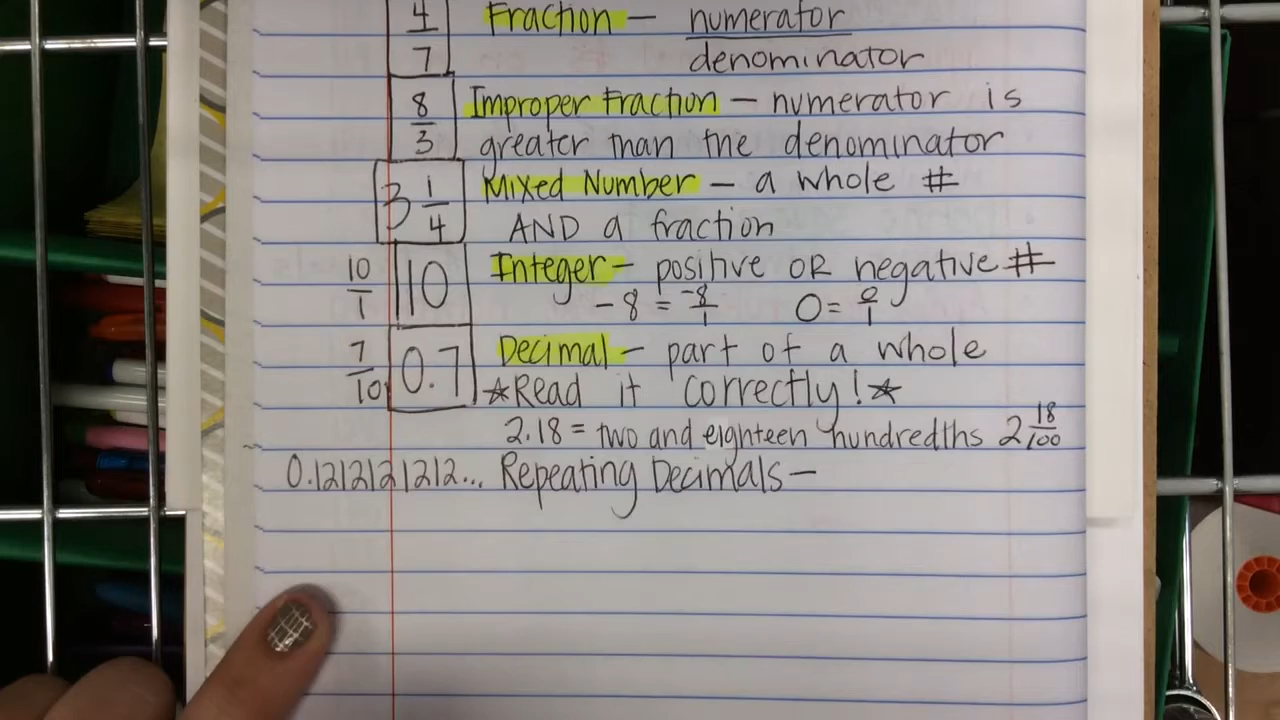 4/7 Fraction — numerator
denominator
8/3 Improper Fraction — numerator is
greater than the denominator
3 1/4 Mixed Number — a whole #
AND a fraction
10/1 10 Integer — positive OR negative #
-8 = -8/1 0 = 0/1
7/10 0.7 Decimal — part of a whole
☆Read it correctly!☆
2.18 = two and eighteen hundredths 2 18/100
0.1212121212... Repeating Decimals —